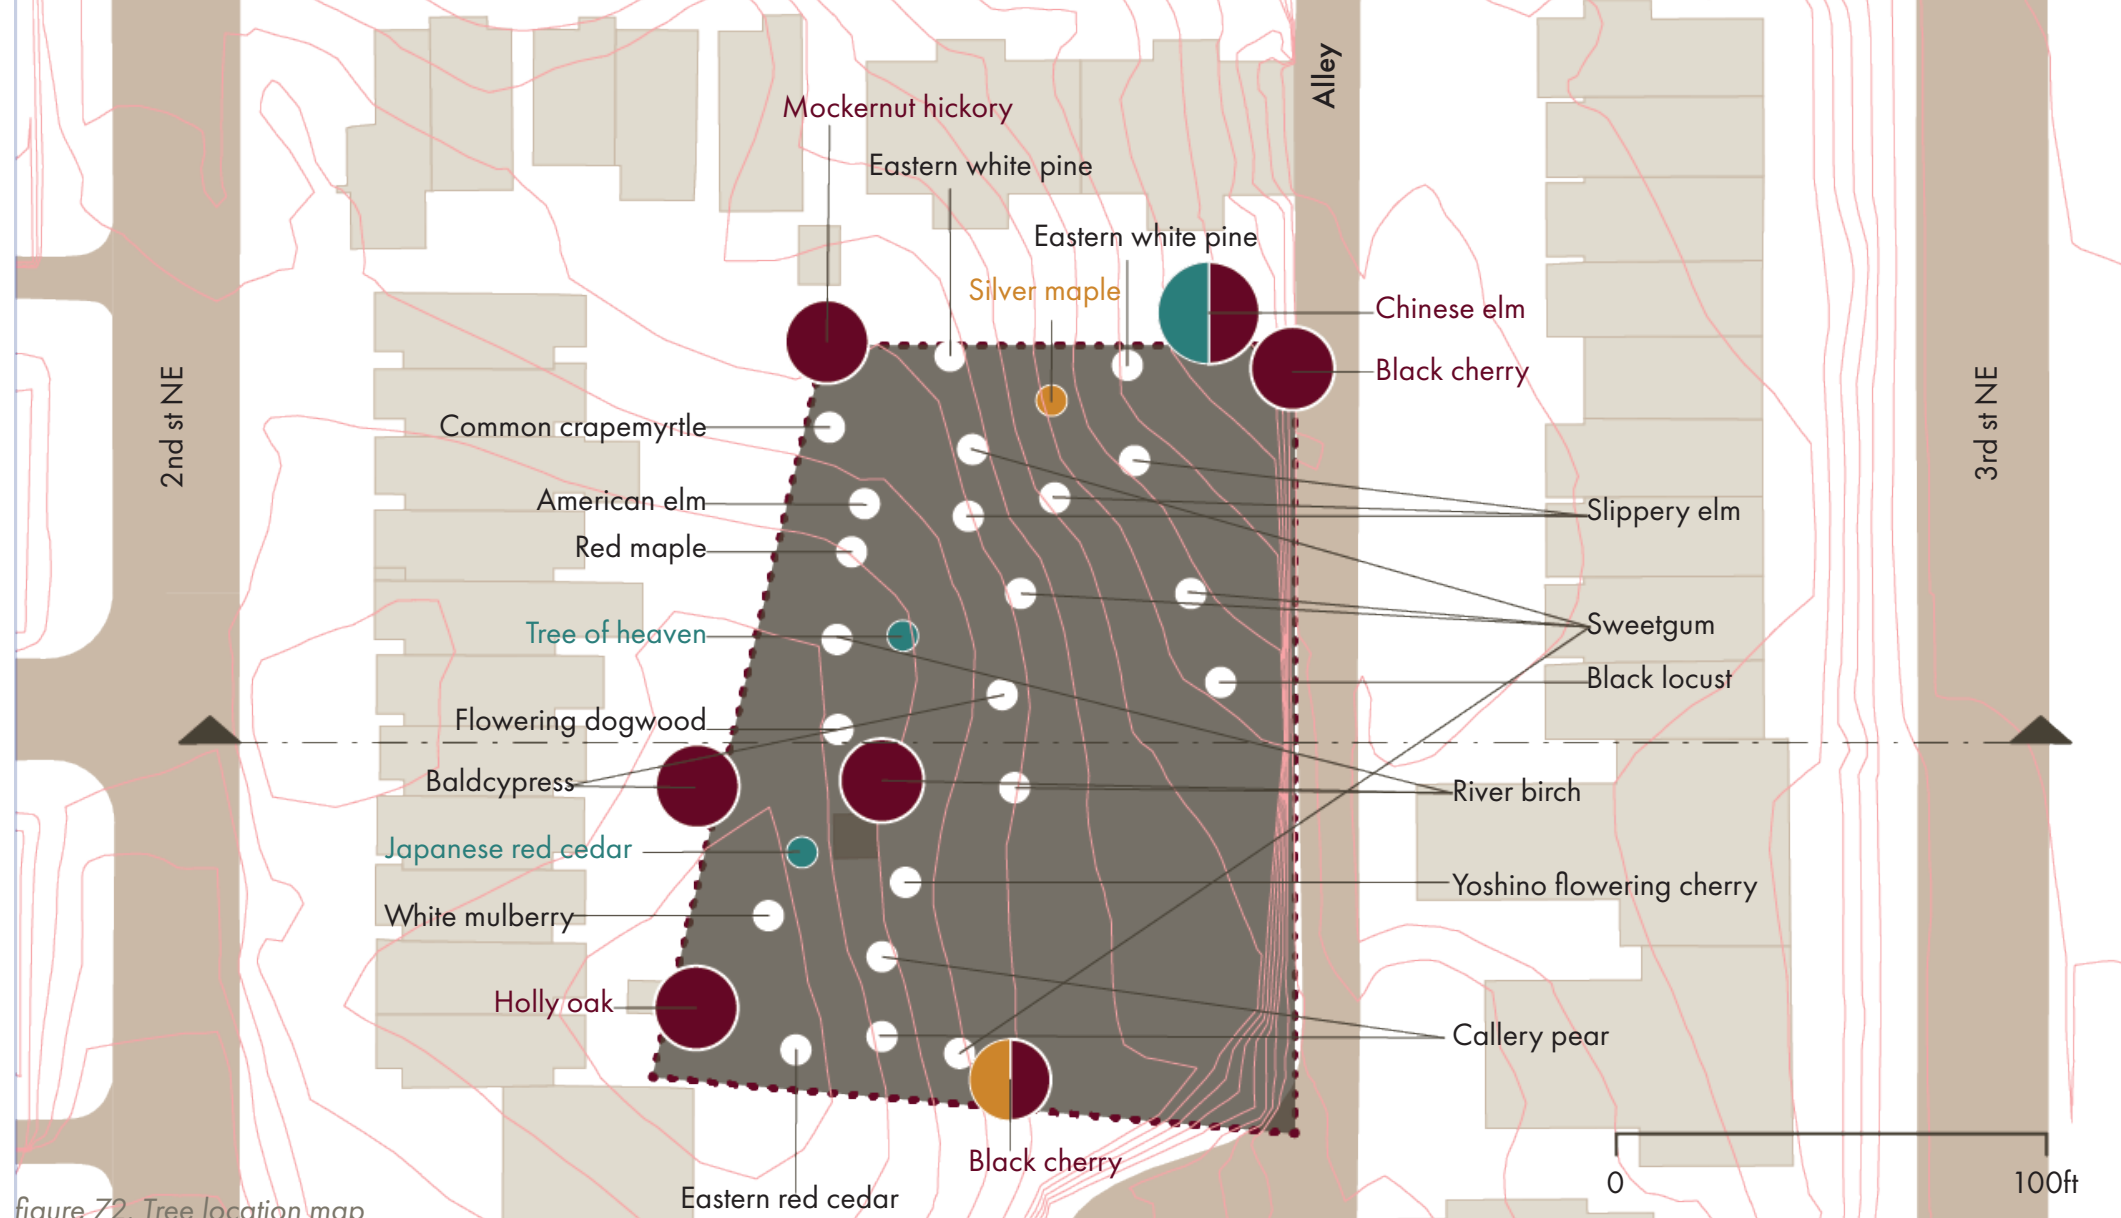 Alley
Mockernut hickory
Eastern white pine
Eastern white pine
Silver maple
Chinese elm
Black cherry
2nd st NE
3rd st NE
Common crapemyrtle
American elm
Slippery elm
Red maple
Tree of heaven
Sweetgum
Black locust
Flowering dogwood
Baldcypress
River birch
Japanese red cedar
Yoshino flowering cherry
White mulberry
Holly oak
Callery pear
Black cherry
Eastern red cedar
0 100ft
figure 72. Tree location map